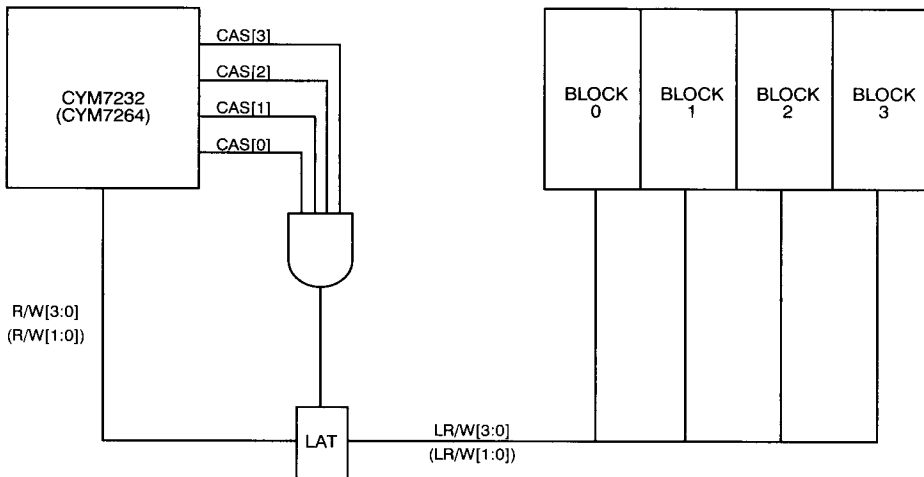 CYM7232
(CYM7264)
CAS[3]
CAS[2]
CAS[1]
CAS[0]
BLOCK
0
BLOCK
1
BLOCK
2
BLOCK
3
R/W[3:0]
(R/W[1:0])
LAT
LR/W[3:0]
(LR/W[1:0])